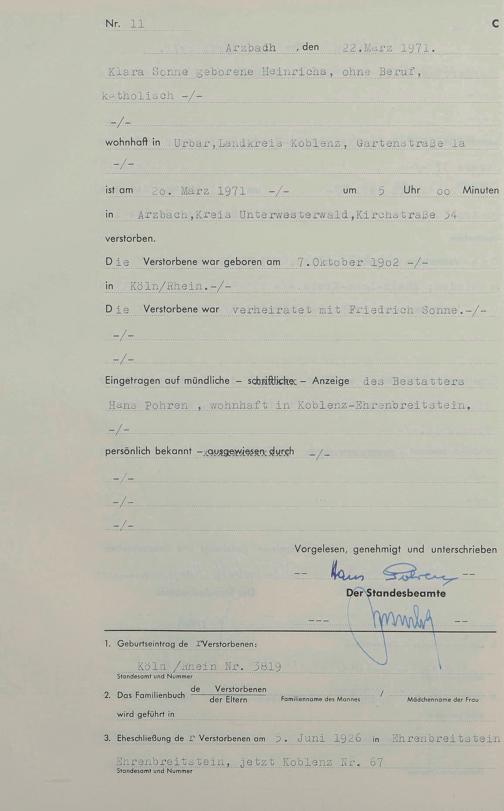 Nr. 11 C
Arzbach , den 22.März 1971.
Klara Sonne geborene Heinrichs, ohne Beruf,
katholisch -/-
-/-
wohnhaft in Urbar,Landkreis Koblenz, Gartenstraße 1a
-/-
ist am 2o. März 1971 -/- um 5 Uhr oo Minuten
in Arzbach,Kreis Unterwesterwald,Kirchstraße 34
verstorben.
Die Verstorbene war geboren am 7.Oktober 19o2 -/-
in Köln/Rhein.-/-
Die Verstorbene war verheiratet mit Friedrich Sonne.-/-
-/-
-/-
Eingetragen auf mündliche – schriftliche – Anzeige des Bestatters
Hans Pohren , wohnhaft in Koblenz-Ehrenbreitstein,
-/-
persönlich bekannt – ausgewiesen durch -/-
-/-
-/-
-/-
Vorgelesen, genehmigt und unterschrieben
-- Hans Pohren --
Der Standesbeamte
--- --
1. Geburtseintrag de r Verstorbenen:
Köln /Rhein Nr. 3819
Standesamt und Nummer
2. Das Familienbuch de Verstorbenen / der Eltern Familienname des Mannes / Mädchenname der Frau
wird geführt in
3. Eheschließung de r Verstorbenen am 5. Juni 1926 in Ehrenbreitstein
Ehrenbreitstein, jetzt Koblenz Nr. 67
Standesamt und Nummer